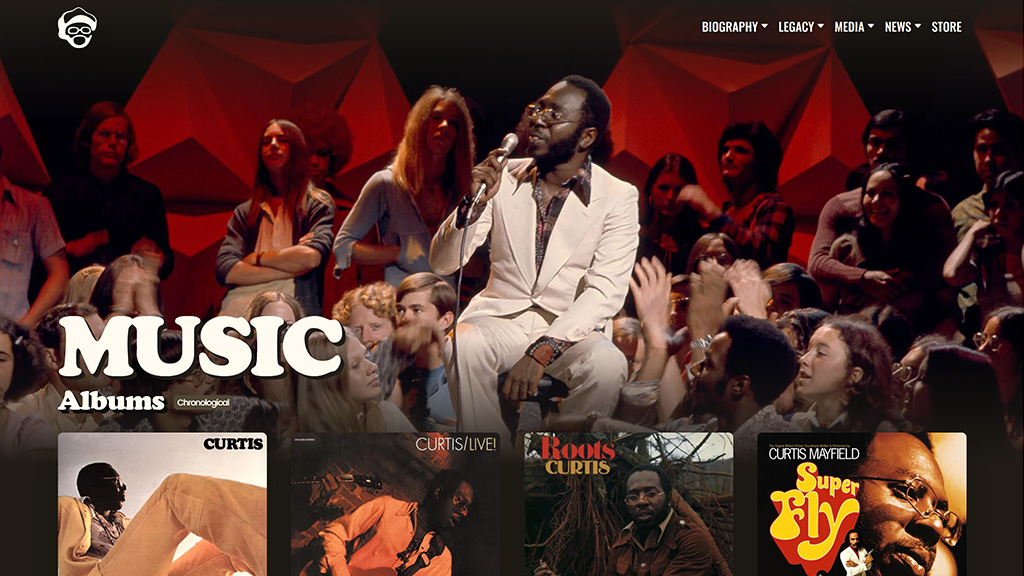 BIOGRAPHY
LEGACY
MEDIA
NEWS
STORE
MUSIC
Albums
Chronological
CURTIS
CURTIS/LIVE!
Roots
CURTIS
CURTIS MAYFIELD
Super
Fly